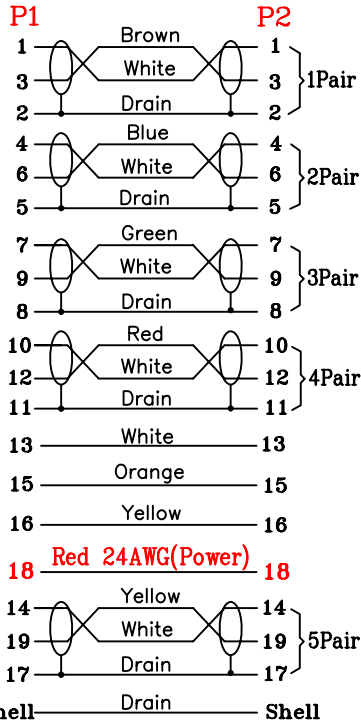 P1 P2
1 Brown 1
3 White 3 1Pair
2 Drain 2
4 Blue 4
6 White 6 2Pair
5 Drain 5
7 Green 7
9 White 9 3Pair
8 Drain 8
10 Red 10
12 White 12 4Pair
11 Drain 11
13 White 13
15 Orange 15
16 Yellow 16
18 Red 24AWG(Power) 18
14 Yellow 14
19 White 19 5Pair
17 Drain 17
hell Drain Shell